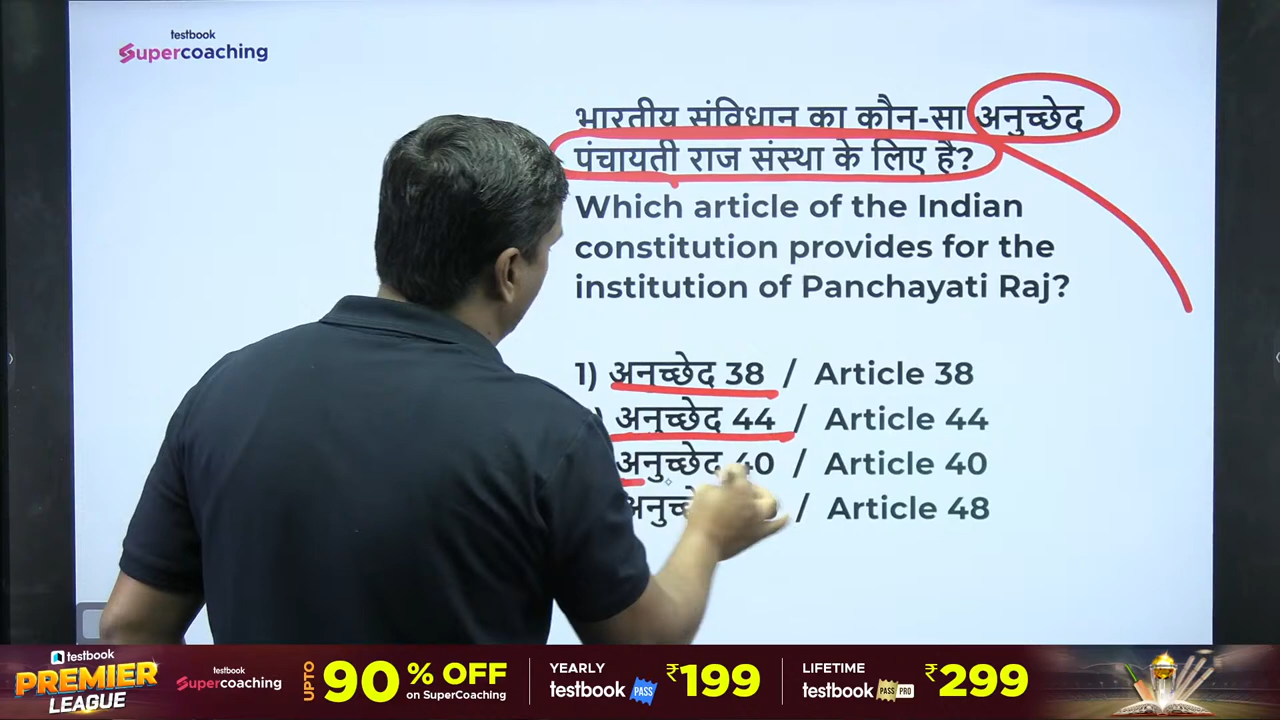 testbook
Supercoaching
भारतीय संविधान का कौन-सा अनुच्छेद
पंचायती राज संस्था के लिए है?
Which article of the Indian
constitution provides for the
institution of Panchayati Raj?
1) अनुच्छेद 38 / Article 38
) अनुच्छेद 44 / Article 44
अनुच्छेद 40 / Article 40
/ Article 48
testbook
PREMIER
LEAGUE
testbook
Supercoaching
UPTO 90 % OFF
on SuperCoaching
YEARLY
testbook PASS
₹199
LIFETIME
testbook PASS PRO
₹299